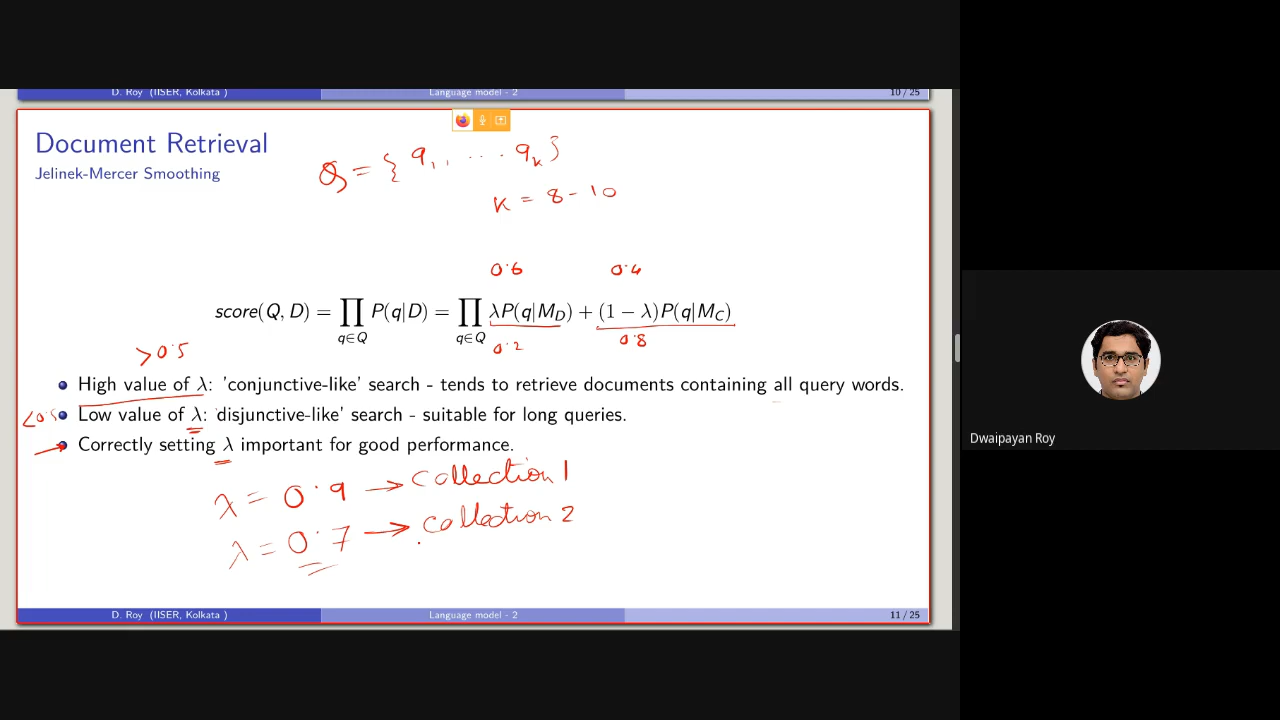 D. Roy (IISER, Kolkata ) Language model - 2 10 / 25
Document Retrieval
Jelinek-Mercer Smoothing
Q = { q1, ... qk }
K = 8 - 10
0.6 0.4
score(Q, D) = ∏q∈Q P(q|D) = ∏q∈Q λP(q|MD) + (1 − λ)P(q|MC)
0.2 0.8
>0.5
High value of λ: 'conjunctive-like' search - tends to retrieve documents containing all query words.
<0.5 Low value of λ: 'disjunctive-like' search - suitable for long queries.
Correctly setting λ important for good performance.
λ = 0.9 → collection 1
λ = 0.7 → collection 2
D. Roy (IISER, Kolkata ) Language model - 2 11 / 25
Dwaipayan Roy